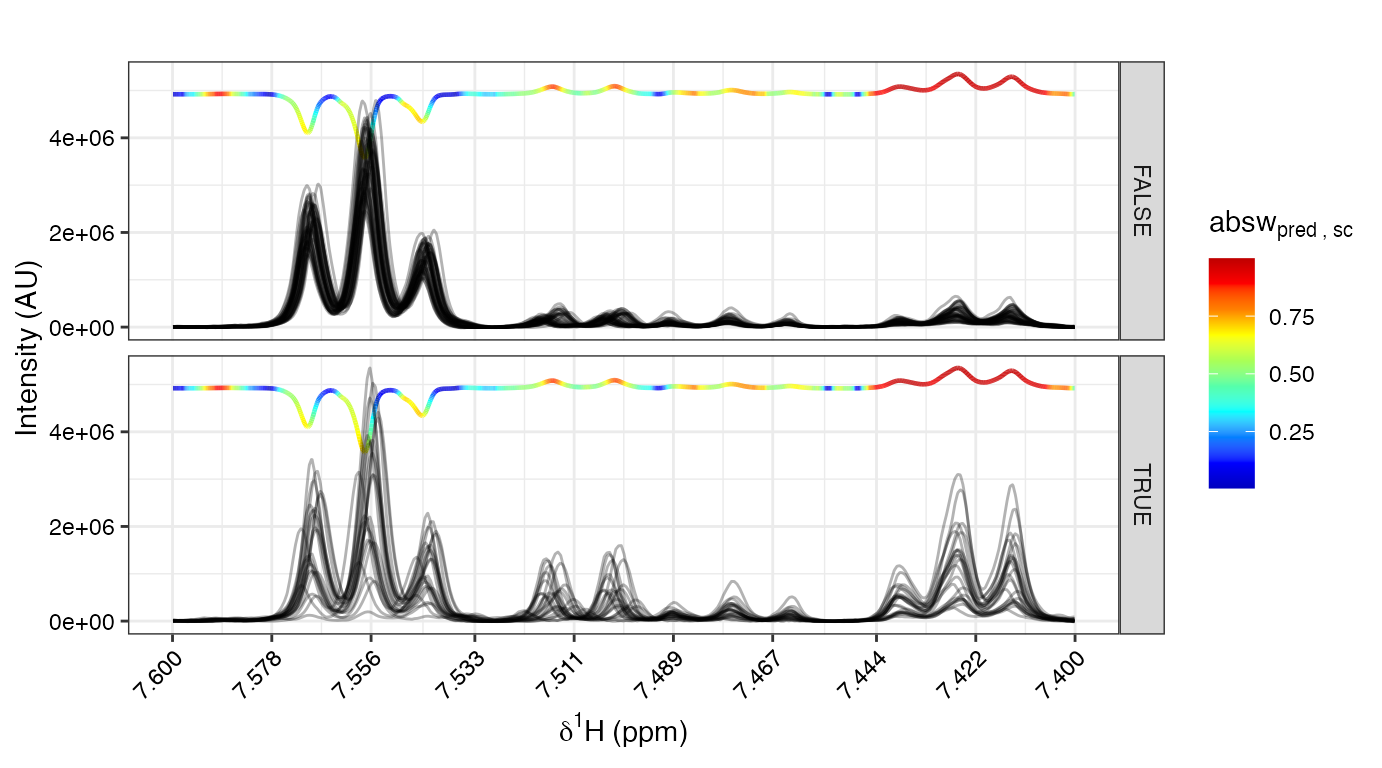 Intensity (AU)
4e+06
2e+06
0e+00
FALSE
4e+06
2e+06
0e+00
TRUE
7.600 7.578 7.556 7.533 7.511 7.489 7.467 7.444 7.422 7.400
δ¹H (ppm)
absw_pred , sc
0.75
0.50
0.25